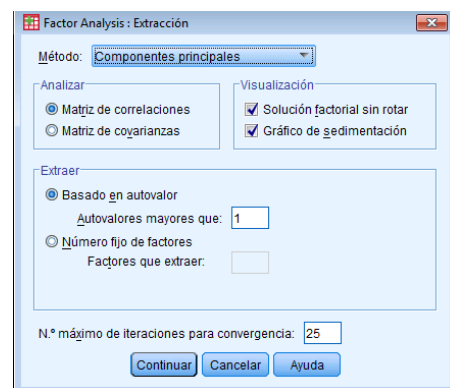 Factor Analysis : Extracción
Método: Componentes principales
Analizar
Matriz de correlaciones
Matriz de covarianzas
Visualización
Solución factorial sin rotar
Gráfico de sedimentación
Extraer
Basado en autovalor
Autovalores mayores que: 1
Número fijo de factores
Factores que extraer:
N.º máximo de iteraciones para convergencia: 25
Continuar Cancelar Ayuda